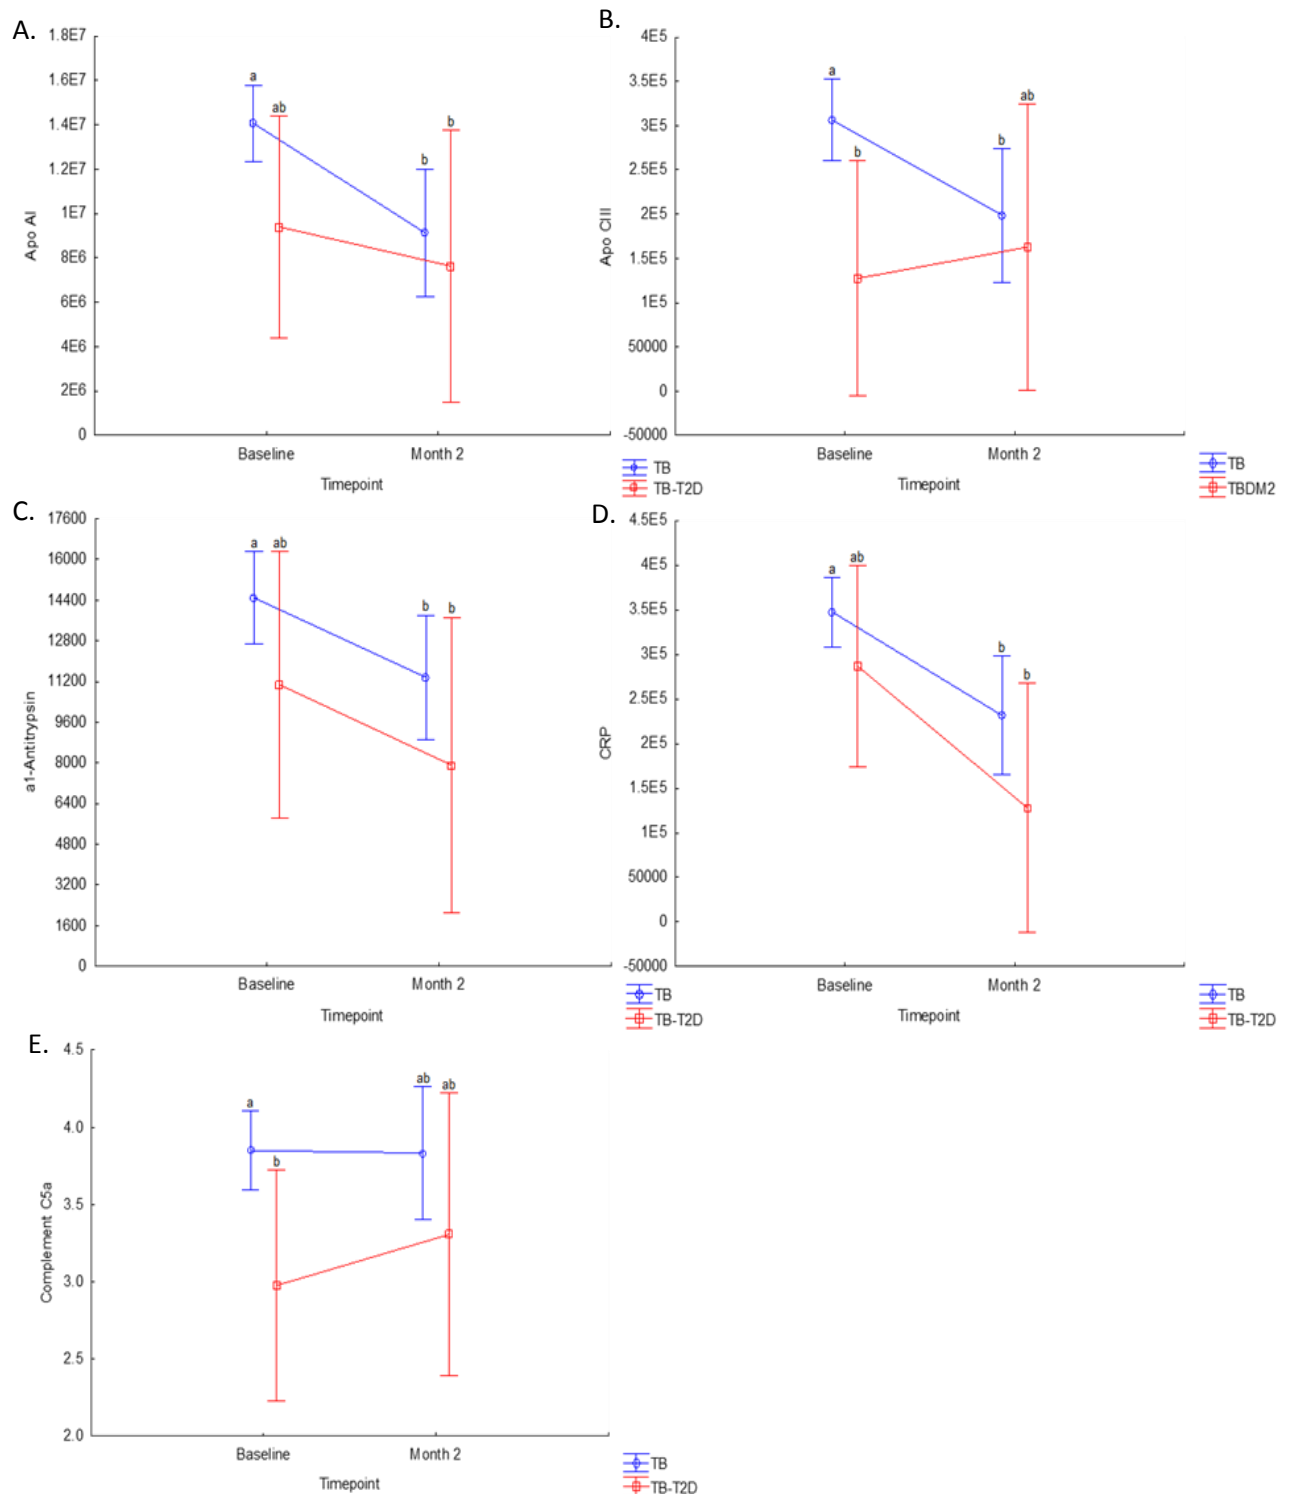 A.
1.8E7
1.6E7
1.4E7
1.2E7
1E7
8E6
6E6
4E6
2E6
0
Apo AI
a
ab
b
b
Baseline Month 2
Timepoint
TB
TB-T2D
B.
4E5
3.5E5
3E5
2.5E5
2E5
1.5E5
1E5
50000
0
-50000
Apo CIII
a
b
b
ab
Baseline Month 2
Timepoint
TB
TBDM2
C.
17600
16000
14400
12800
11200
9600
8000
6400
4800
3200
1600
0
a1-Antitrypsin
a ab
b b
Baseline Month 2
Timepoint
TB
TB-T2D
D.
4.5E5
4E5
3.5E5
3E5
2.5E5
2E5
1.5E5
1E5
50000
0
-50000
CRP
a
ab
b
b
Baseline Month 2
Timepoint
TB
TB-T2D
E.
4.5
4.0
3.5
3.0
2.5
2.0
Complement C5a
a
b
ab
ab
Baseline Month 2
Timepoint
TB
TB-T2D